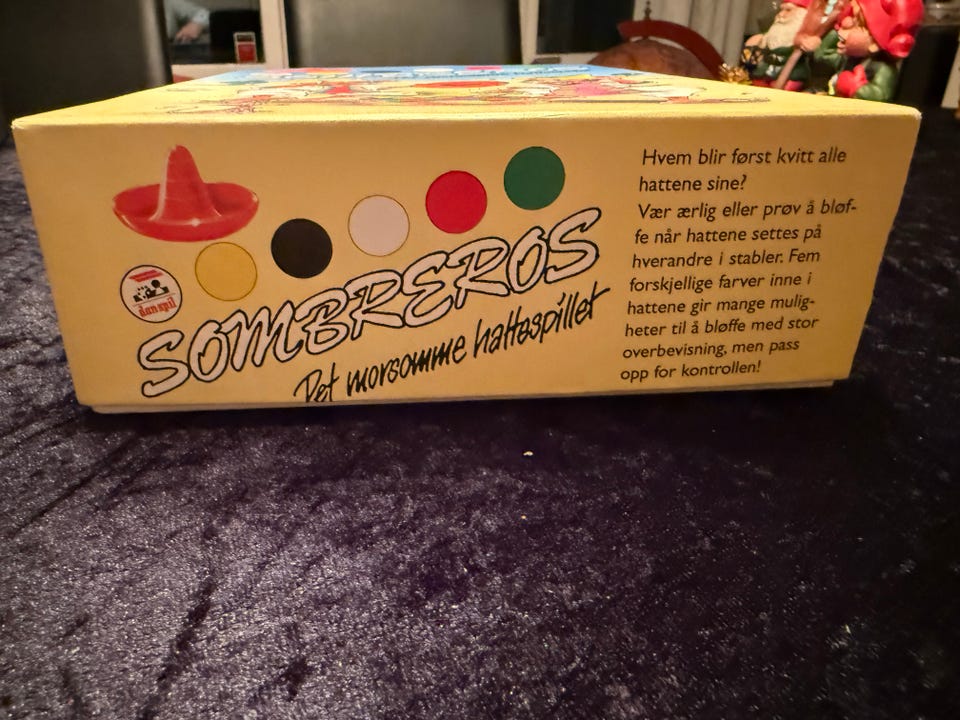 danspil
SOMBREROS
Det morsomme hattespillet
Hvem blir først kvitt alle
hattene sine?
Vær ærlig eller prøv å bløf-
fe når hattene settes på
hverandre i stabler. Fem
forskjellige farver inne i
hattene gir mange mulig-
heter til å bløffe med stor
overbevisning, men pass
opp for kontrollen!